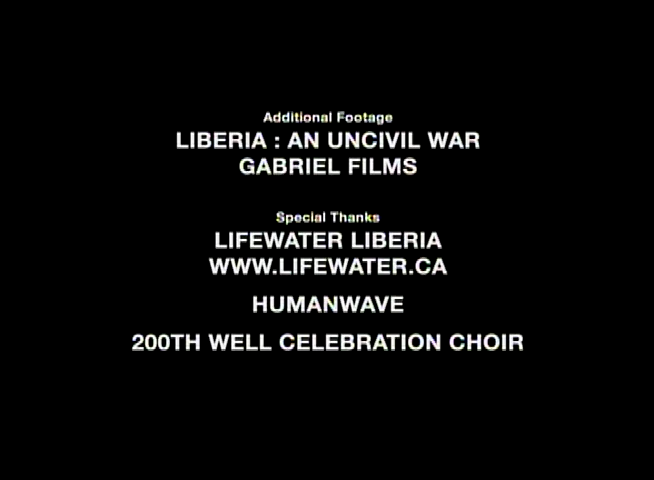 Additional Footage
LIBERIA : AN UNCIVIL WAR
GABRIEL FILMS
Special Thanks
LIFEWATER LIBERIA
WWW.LIFEWATER.CA
HUMANWAVE
200TH WELL CELEBRATION CHOIR